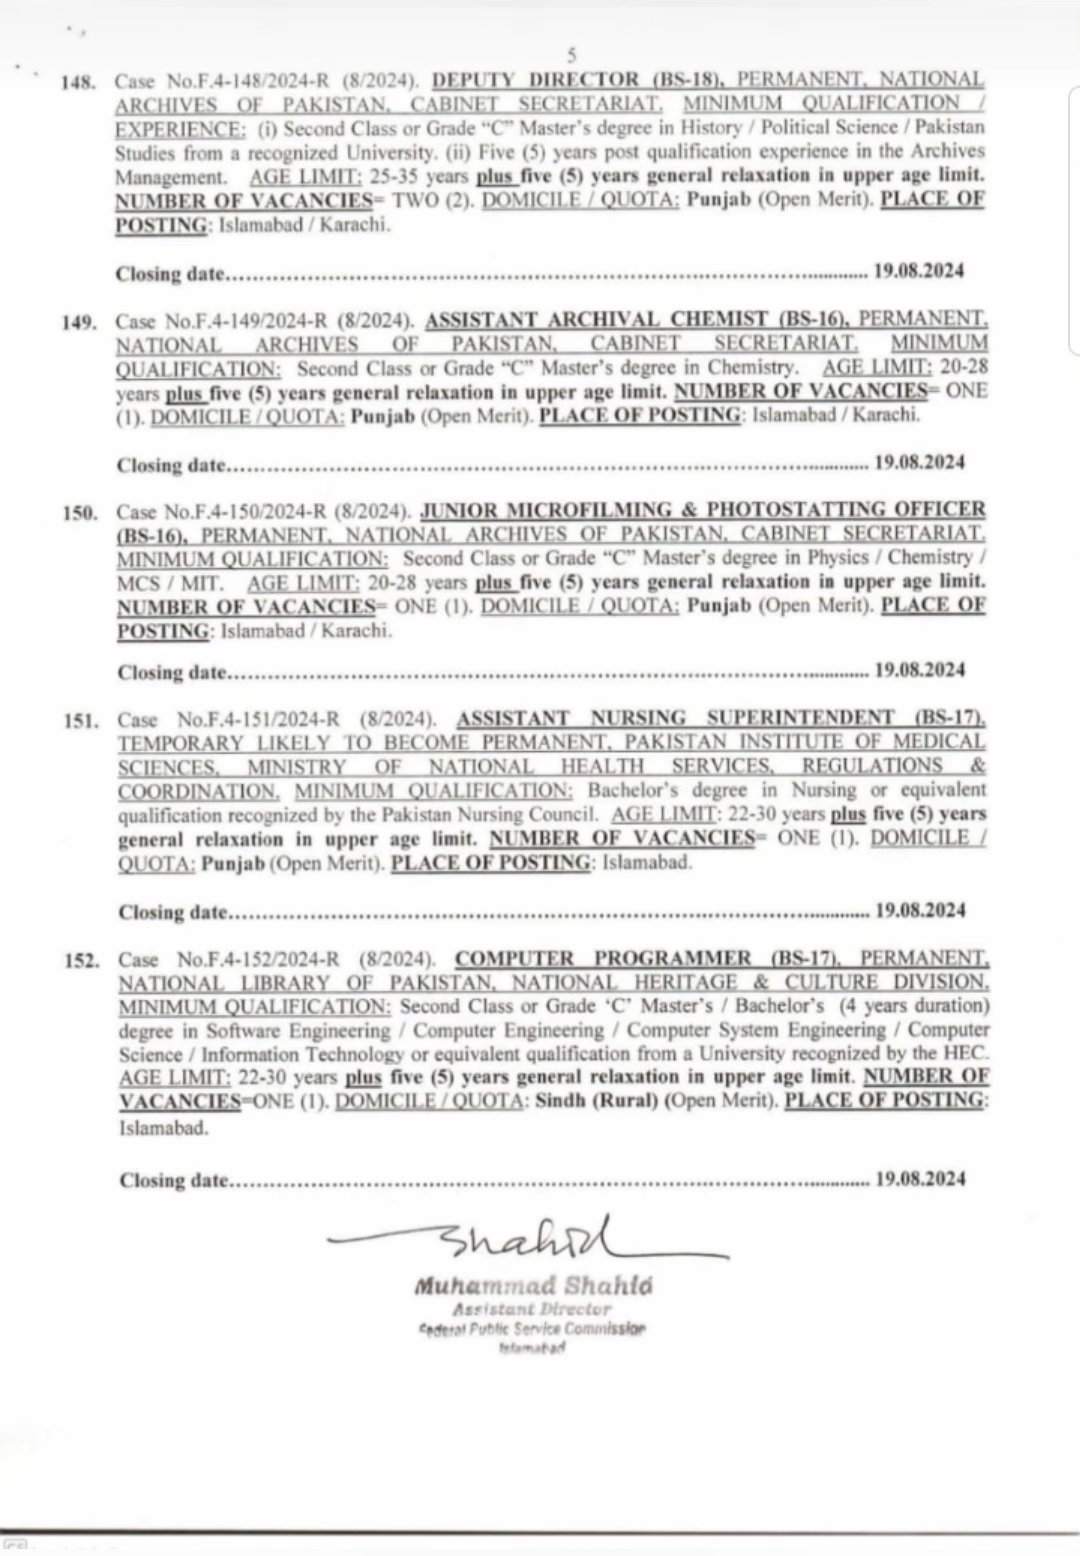 5
148. Case No.F.4-148/2024-R (8/2024). DEPUTY DIRECTOR (BS-18), PERMANENT, NATIONAL
ARCHIVES OF PAKISTAN, CABINET SECRETARIAT. MINIMUM QUALIFICATION /
EXPERIENCE: (i) Second Class or Grade “C” Master’s degree in History / Political Science / Pakistan
Studies from a recognized University. (ii) Five (5) years post qualification experience in the Archives
Management. AGE LIMIT: 25-35 years plus five (5) years general relaxation in upper age limit.
NUMBER OF VACANCIES= TWO (2). DOMICILE / QUOTA: Punjab (Open Merit). PLACE OF
POSTING: Islamabad / Karachi.
Closing date.......................................................................................... 19.08.2024
149. Case No.F.4-149/2024-R (8/2024). ASSISTANT ARCHIVAL CHEMIST (BS-16), PERMANENT,
NATIONAL ARCHIVES OF PAKISTAN, CABINET SECRETARIAT. MINIMUM
QUALIFICATION: Second Class or Grade “C” Master’s degree in Chemistry. AGE LIMIT: 20-28
years plus five (5) years general relaxation in upper age limit. NUMBER OF VACANCIES= ONE
(1). DOMICILE / QUOTA: Punjab (Open Merit). PLACE OF POSTING: Islamabad / Karachi.
Closing date.......................................................................................... 19.08.2024
150. Case No.F.4-150/2024-R (8/2024). JUNIOR MICROFILMING & PHOTOSTATTING OFFICER
(BS-16), PERMANENT, NATIONAL ARCHIVES OF PAKISTAN, CABINET SECRETARIAT.
MINIMUM QUALIFICATION: Second Class or Grade “C” Master’s degree in Physics / Chemistry /
MCS / MIT. AGE LIMIT: 20-28 years plus five (5) years general relaxation in upper age limit.
NUMBER OF VACANCIES= ONE (1). DOMICILE / QUOTA: Punjab (Open Merit). PLACE OF
POSTING: Islamabad / Karachi.
Closing date.......................................................................................... 19.08.2024
151. Case No.F.4-151/2024-R (8/2024). ASSISTANT NURSING SUPERINTENDENT (BS-17),
TEMPORARY LIKELY TO BECOME PERMANENT, PAKISTAN INSTITUTE OF MEDICAL
SCIENCES, MINISTRY OF NATIONAL HEALTH SERVICES, REGULATIONS &
COORDINATION. MINIMUM QUALIFICATION: Bachelor’s degree in Nursing or equivalent
qualification recognized by the Pakistan Nursing Council. AGE LIMIT: 22-30 years plus five (5) years
general relaxation in upper age limit. NUMBER OF VACANCIES= ONE (1). DOMICILE /
QUOTA: Punjab (Open Merit). PLACE OF POSTING: Islamabad.
Closing date.......................................................................................... 19.08.2024
152. Case No.F.4-152/2024-R (8/2024). COMPUTER PROGRAMMER (BS-17), PERMANENT,
NATIONAL LIBRARY OF PAKISTAN, NATIONAL HERITAGE & CULTURE DIVISION.
MINIMUM QUALIFICATION: Second Class or Grade ‘C’ Master’s / Bachelor’s (4 years duration)
degree in Software Engineering / Computer Engineering / Computer System Engineering / Computer
Science / Information Technology or equivalent qualification from a University recognized by the HEC.
AGE LIMIT: 22-30 years plus five (5) years general relaxation in upper age limit. NUMBER OF
VACANCIES=ONE (1). DOMICILE / QUOTA: Sindh (Rural) (Open Merit). PLACE OF POSTING:
Islamabad.
Closing date.......................................................................................... 19.08.2024
Shahid
Muhammad Shahid
Assistant Director
Federal Public Service Commission
Islamabad
CS